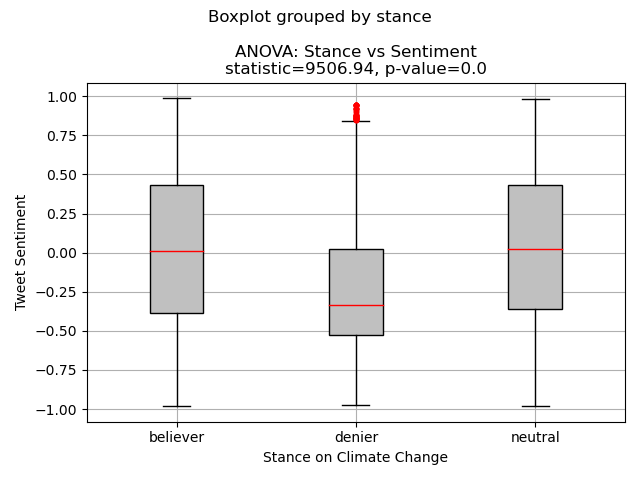 Boxplot grouped by stance
ANOVA: Stance vs Sentiment
statistic=9506.94, p-value=0.0
1.00
0.75
0.50
0.25
0.00
−0.25
−0.50
−0.75
−1.00
Tweet Sentiment
believer
denier
neutral
Stance on Climate Change